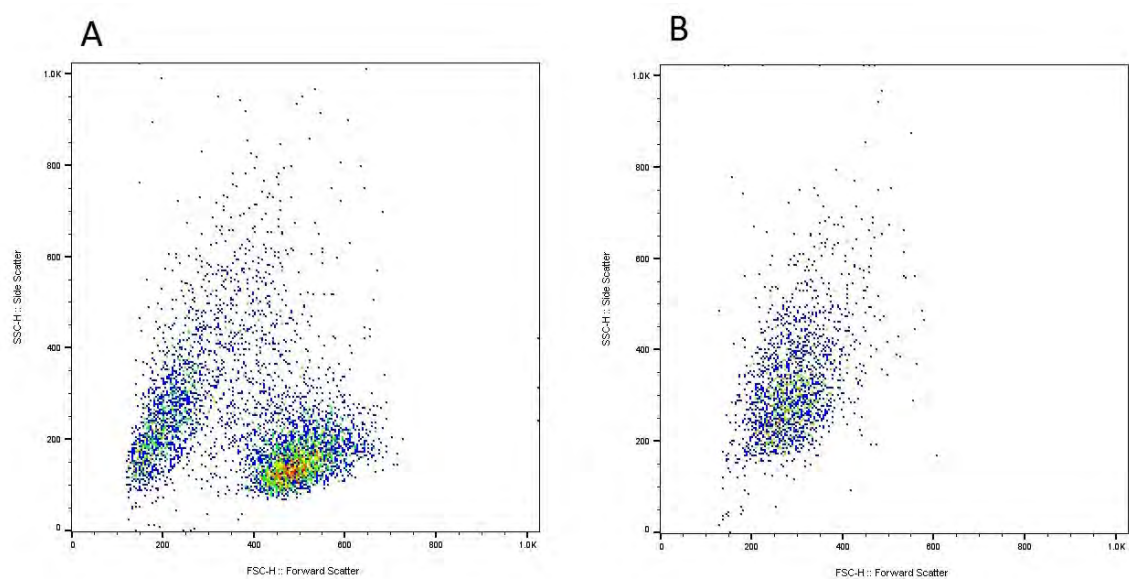 A
1.0K
800
600
400
200
0
SSC-H :: Side Scatter
0 200 400 600 800 1.0K
FSC-H :: Forward Scatter
B
1.0K
800
600
400
200
0
SSC-H :: Side Scatter
0 200 400 600 800 1.0K
FSC-H :: Forward Scatter